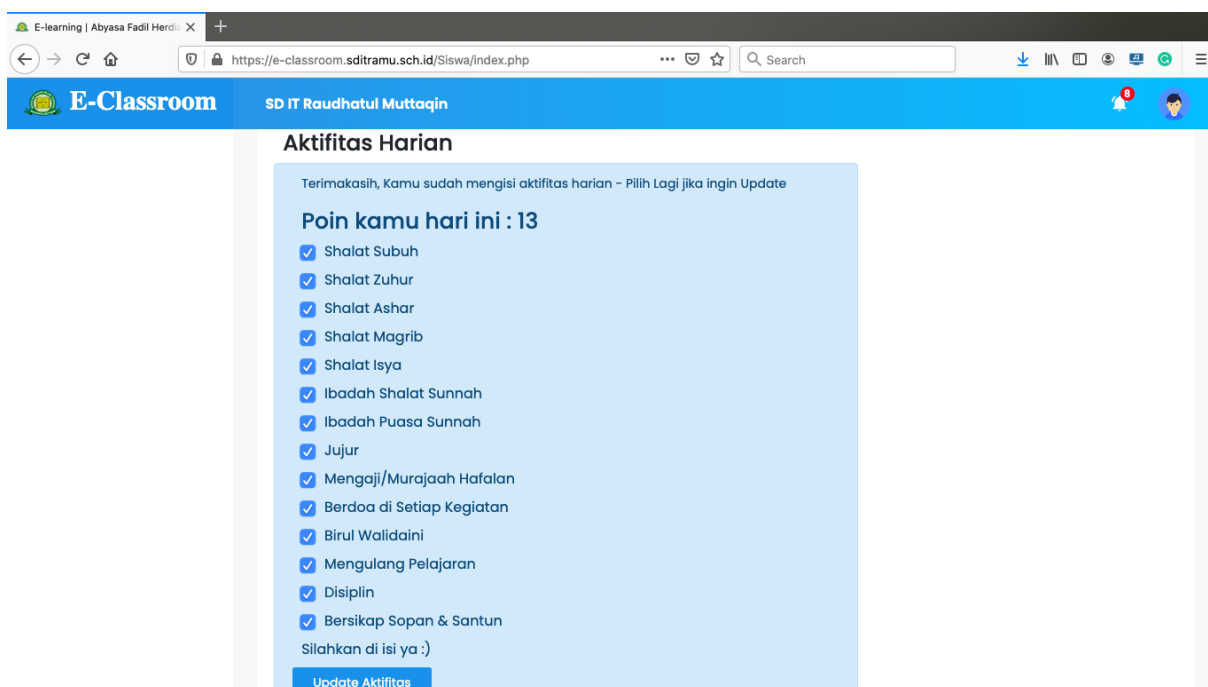 E-learning | Abyasa Fadil Herdi
https://e-classroom.sditramu.sch.id/Siswa/index.php
Search
E-Classroom
SD IT Raudhatul Muttaqin
8
Aktifitas Harian
Terimakasih, Kamu sudah mengisi aktifitas harian - Pilih Lagi jika ingin Update
Poin kamu hari ini : 13
Shalat Subuh
Shalat Zuhur
Shalat Ashar
Shalat Magrib
Shalat Isya
Ibadah Shalat Sunnah
Ibadah Puasa Sunnah
Jujur
Mengaji/Murajaah Hafalan
Berdoa di Setiap Kegiatan
Birul Walidaini
Mengulang Pelajaran
Disiplin
Bersikap Sopan & Santun
Silahkan di isi ya :)
Update Aktifitas